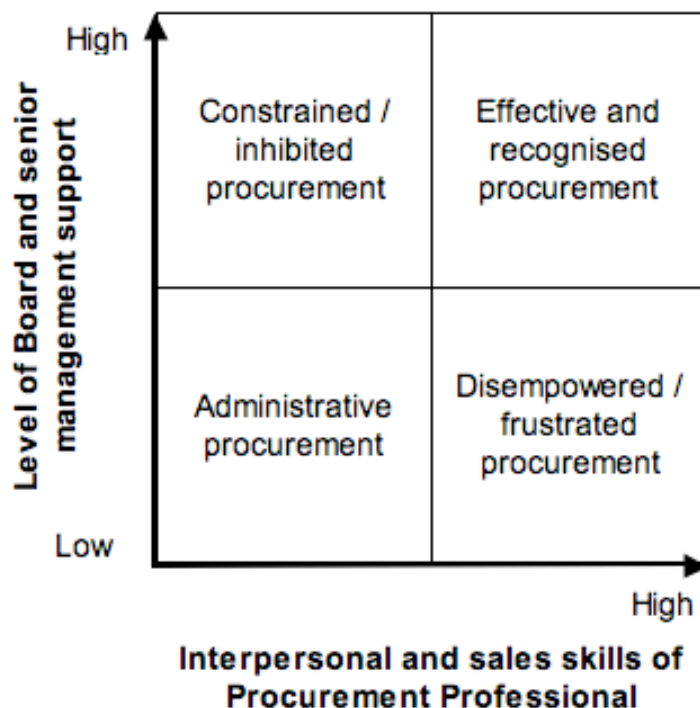 High
Constrained /
inhibited
procurement
Effective and
recognised
procurement
Level of Board and senior
management support
Administrative
procurement
Disempowered /
frustrated
procurement
Low
High
Interpersonal and sales skills of
Procurement Professional